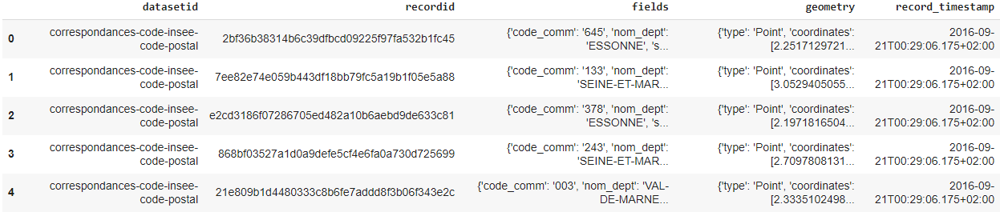 datasetid recordid fields geometry record_timestamp
0 correspondances-code-insee-code-postal 2bf36b38314b6c39dfbcd09225f97fa532b1fc45 {'code_comm': '645', 'nom_dept': 'ESSONNE', 's... {'type': 'Point', 'coordinates': [2.2517129721... 2016-09-21T00:29:06.175+02:00
1 correspondances-code-insee-code-postal 7ee82e74e059b443df18bb79fc5a19b1f05e5a88 {'code_comm': '133', 'nom_dept': 'SEINE-ET-MAR... {'type': 'Point', 'coordinates': [3.0529405055... 2016-09-21T00:29:06.175+02:00
2 correspondances-code-insee-code-postal e2cd3186f07286705ed482a10b6aebd9de633c81 {'code_comm': '378', 'nom_dept': 'ESSONNE', 's... {'type': 'Point', 'coordinates': [2.1971816504... 2016-09-21T00:29:06.175+02:00
3 correspondances-code-insee-code-postal 868bf03527a1d0a9defe5cf4e6fa0a730d725699 {'code_comm': '243', 'nom_dept': 'SEINE-ET-MAR... {'type': 'Point', 'coordinates': [2.7097808131... 2016-09-21T00:29:06.175+02:00
4 correspondances-code-insee-code-postal 21e809b1d4480333c8b6fe7addd8f3b06f343e2c {'code_comm': '003', 'nom_dept': 'VAL-DE-MARNE... {'type': 'Point', 'coordinates': [2.3335102498... 2016-09-21T00:29:06.175+02:00